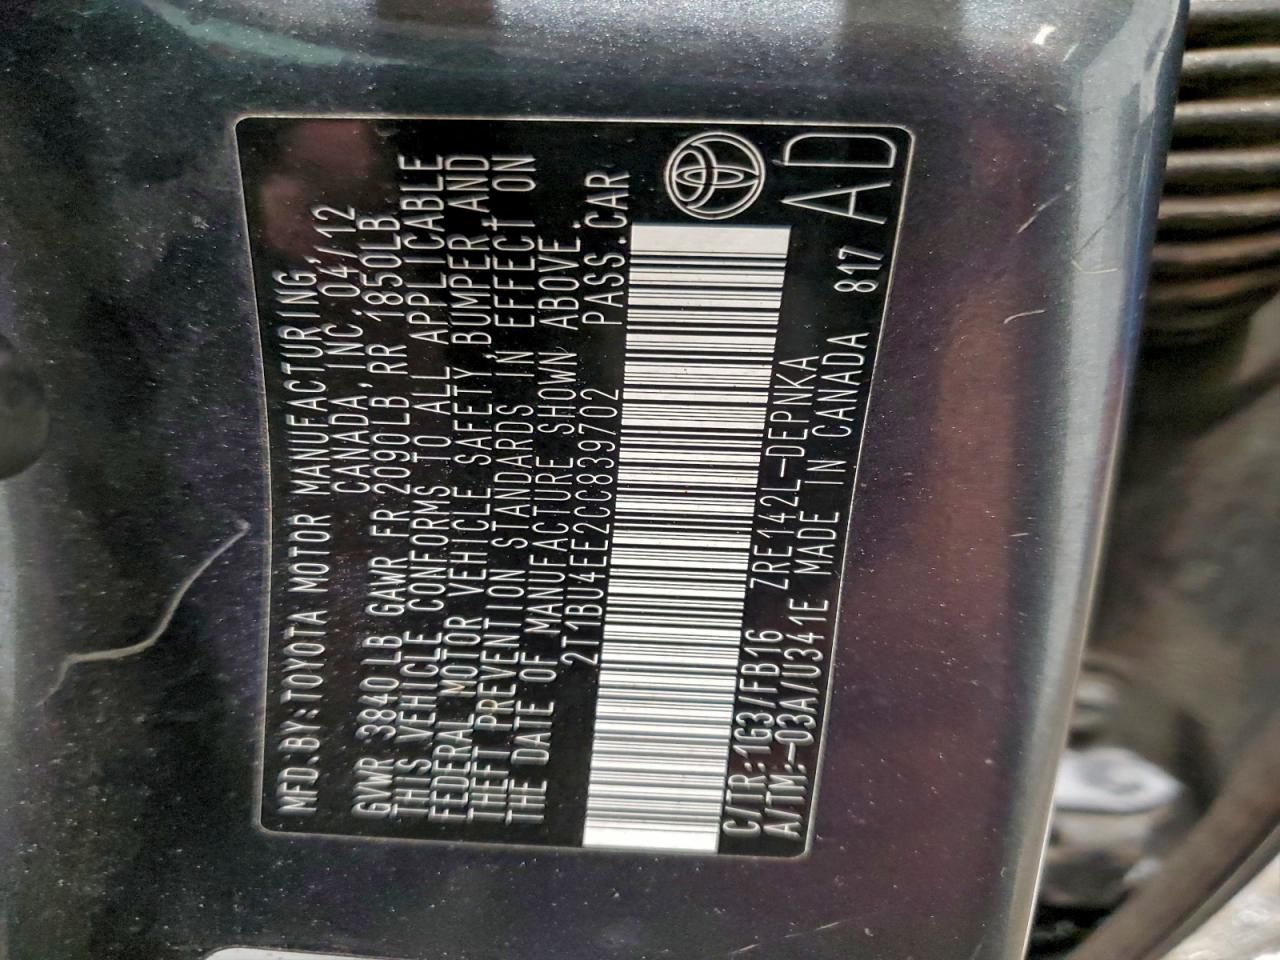 MFD.BY:TOYOTA MOTOR MANUFACTURING,
CANADA, INC. 04/12
GVWR 3840LB GAWR FR 2090LB RR 1850LB
THIS VEHICLE CONFORMS TO ALL APPLICABLE
FEDERAL MOTOR VEHICLE SAFETY,BUMPER,AND
THEFT PREVENTION STANDARDS IN EFFECT ON
THE DATE OF MANUFACTURE SHOWN ABOVE.
2T1BU4EE2CC839702 PASS.CAR
C/TR:1G3/FB16 ZRE142L-DEPNKA
A/TM:-03A/U341E MADE IN CANADA 817
AD